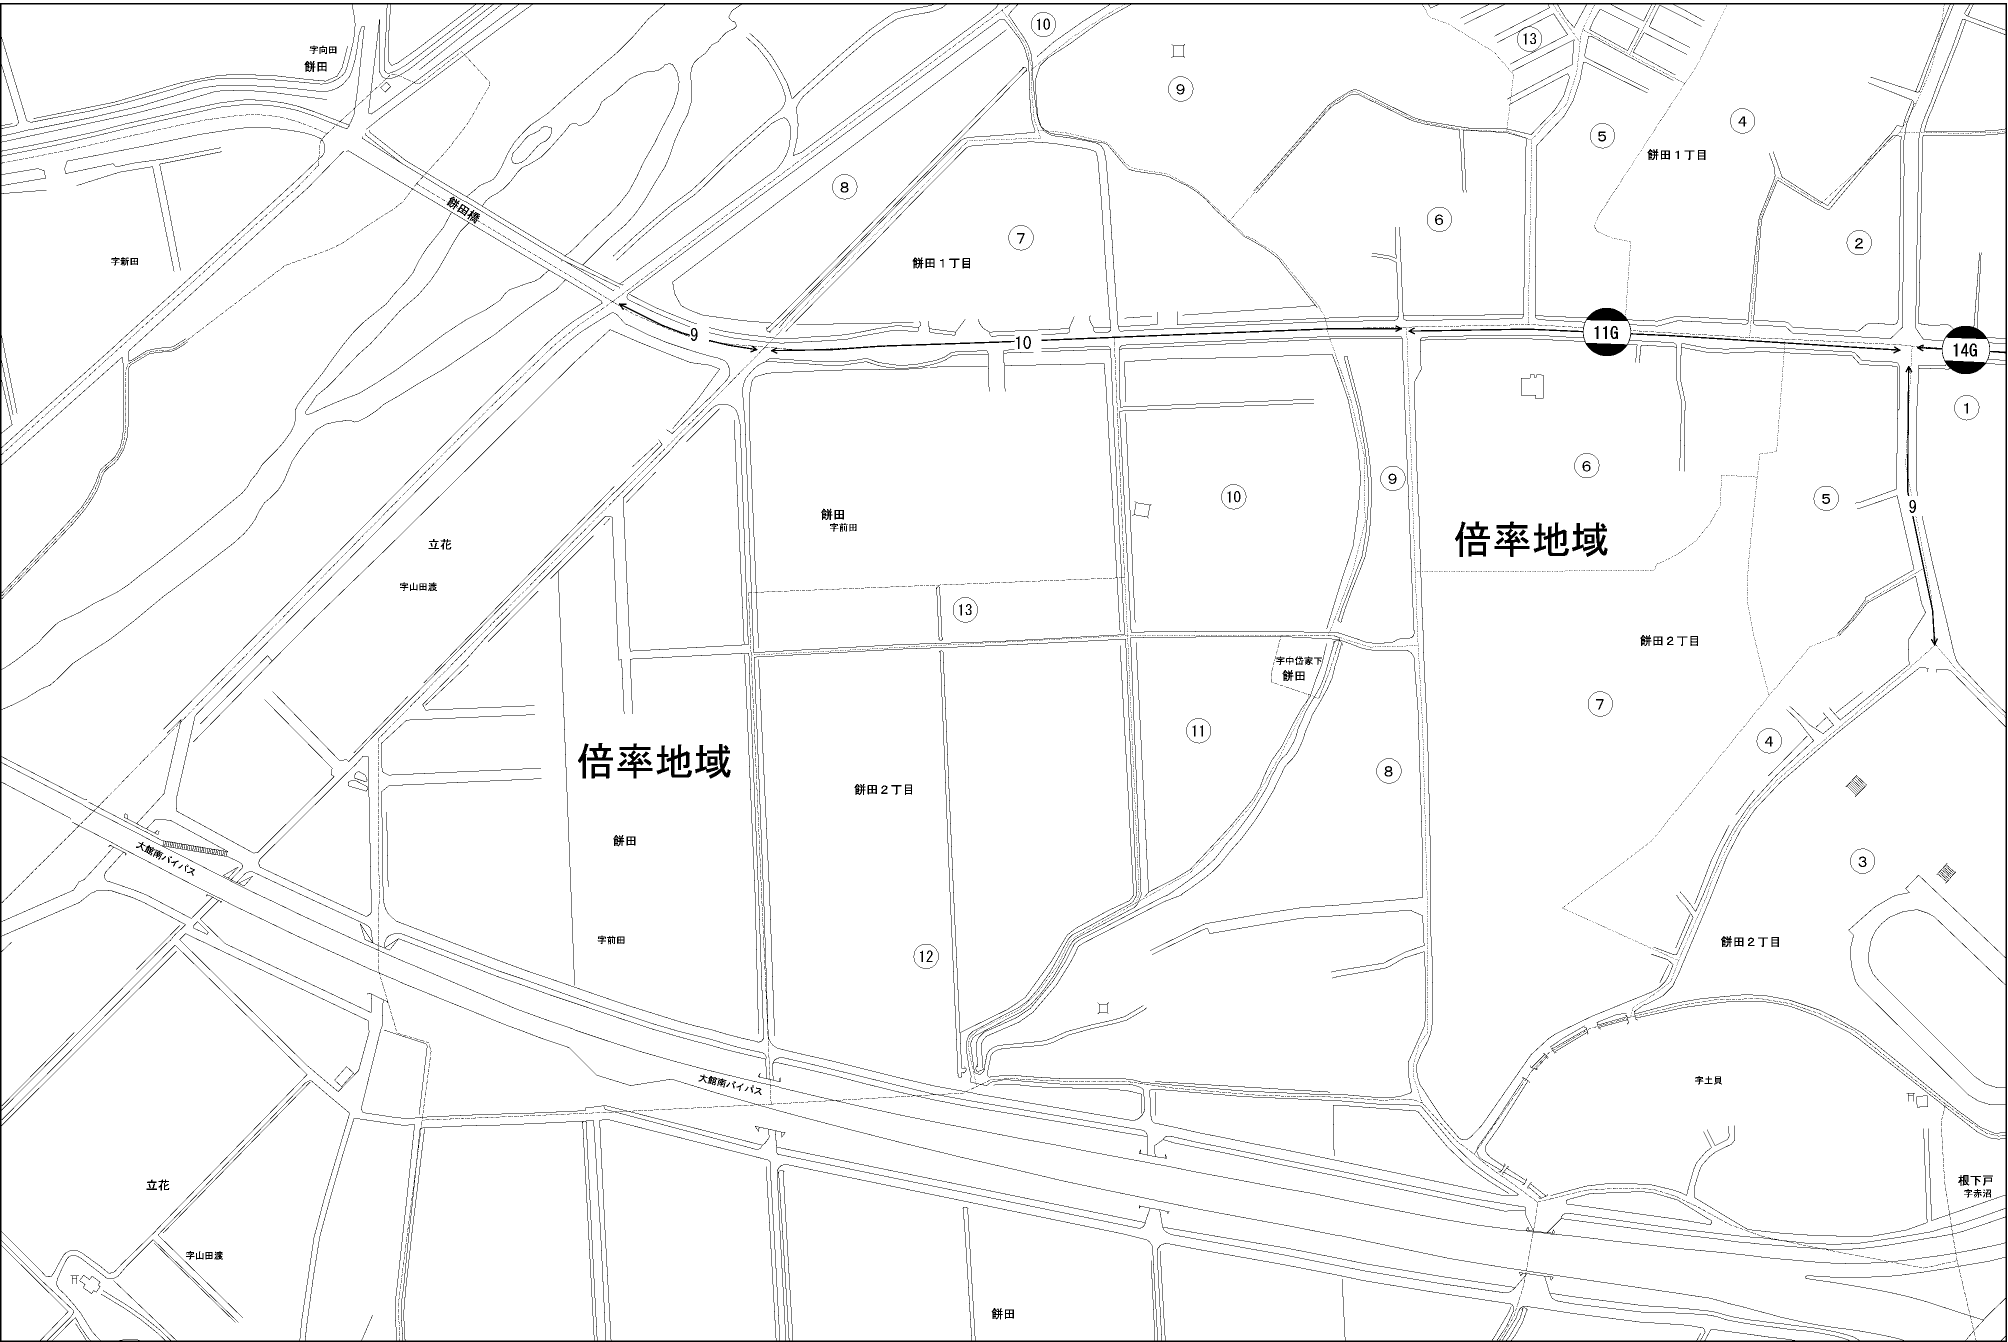 字向田
餅田
⑩
⑬
⑨
④
⑤
餅田1丁目
餅田橋
⑧
⑥
②
⑦
餅田1丁目
字新田
9
10
11G
14G
①
⑨
⑥
⑩
⑤
9
餅田
字前田
倍率地域
立花
字山田渡
⑬
餅田2丁目
字中岱家下
餅田
⑦
⑪
④
倍率地域
⑧
餅田2丁目
餅田
大館南バイパス
③
字前田
餅田2丁目
⑫
大館南バイパス
字土貝
立花
根下戸
字赤沼
字山田渡
餅田